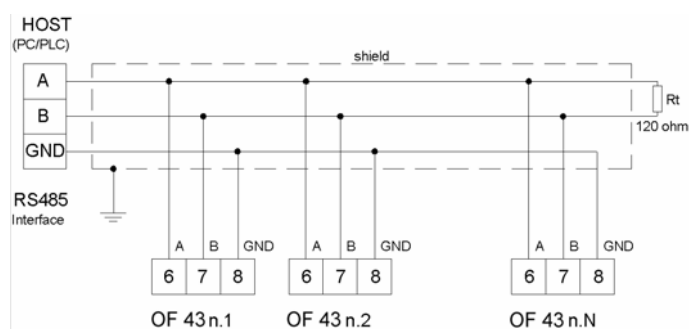 HOST
(PC/PLC)
shield
A
B
GND
Rt
120 ohm
RS485
Interface
A B GND A B GND A B GND
6 7 8 6 7 8 6 7 8
OF 43 n.1 OF 43 n.2 OF 43 n.N